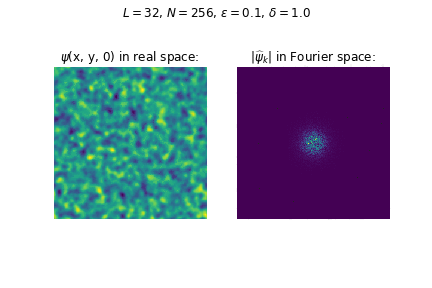 L = 32, N = 256, ε = 0.1, δ = 1.0
ψ(x, y, 0) in real space:
|ψ̂ₖ| in Fourier space: